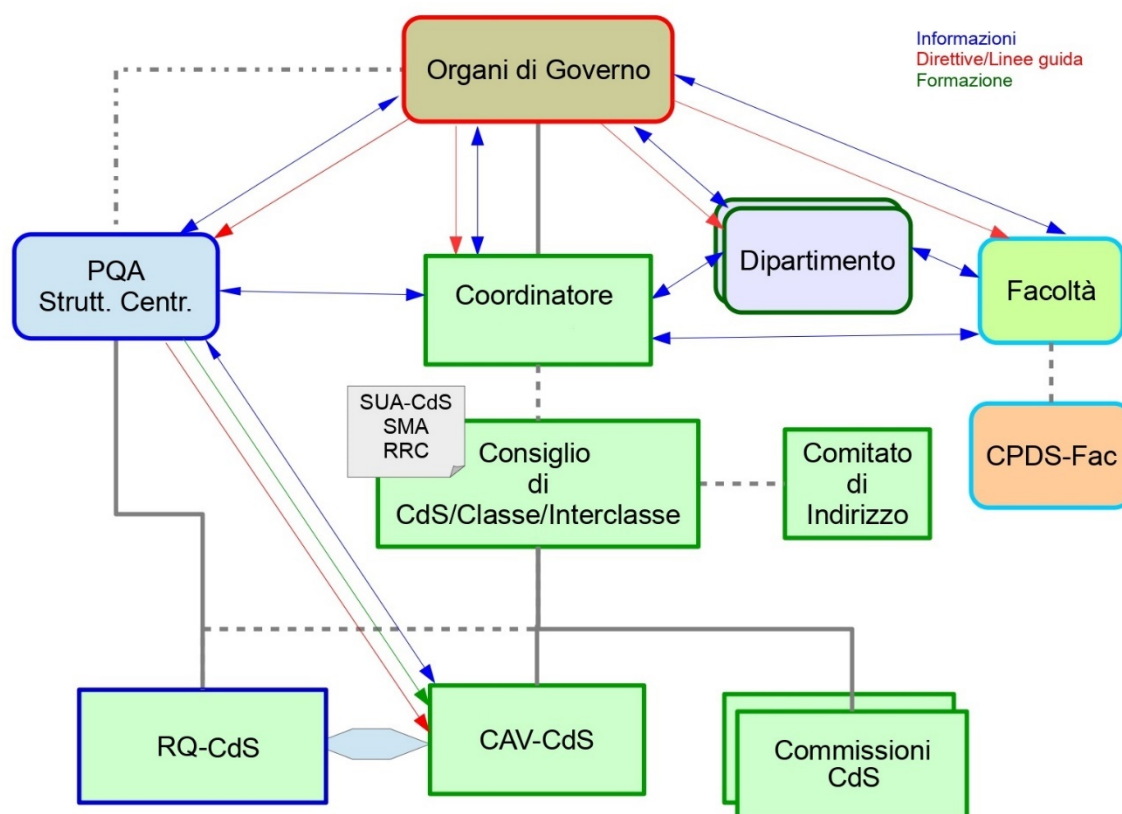 Organi di Governo
Informazioni
Direttive/Linee guida
Formazione
PQA
Strutt. Centr.
Coordinatore
Dipartimento
Facoltà
SUA-CdS
SMA
RRC
Consiglio
di
CdS/Classe/Interclasse
Comitato
di
Indirizzo
CPDS-Fac
RQ-CdS
CAV-CdS
Commissioni
CdS